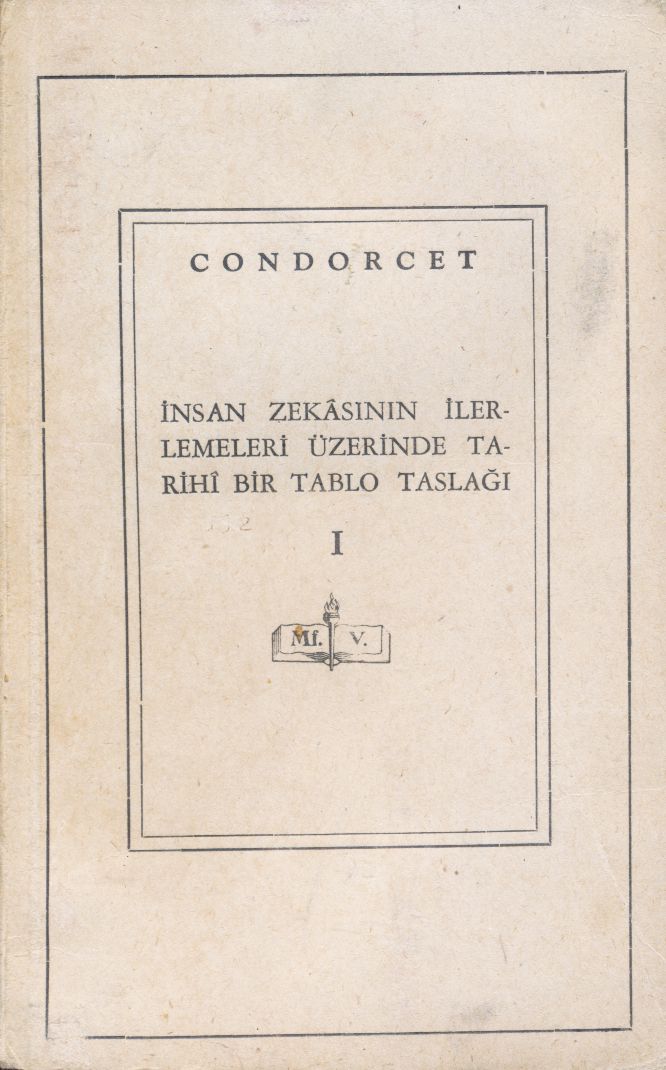 CONDORCET
İNSAN ZEKÂSININ İLER-
LEMELERİ ÜZERİNDE TA-
RİHÎ BİR TABLO TASLAĞI
I
Mf. V.